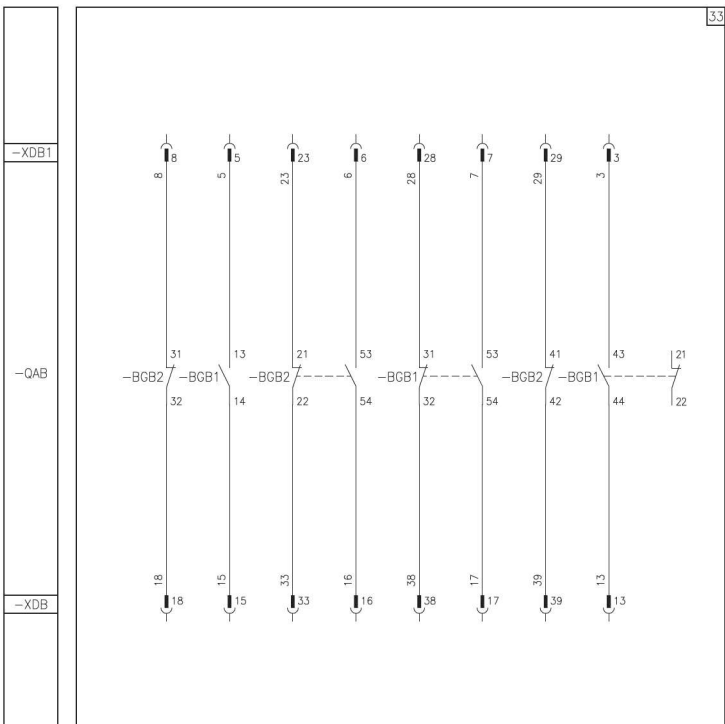 33
-XDB1
8 5 23 6 28 7 29 3
8 5 23 6 28 7 29 3
31 13 21 53 31 53 41 43 21
-QAB
-BGB2 -BGB1 -BGB2 -BGB1 -BGB2 -BGB1
32 14 22 54 32 54 42 44 22
18 15 33 16 38 17 39 13
-XDB
18 15 33 16 38 17 39 13